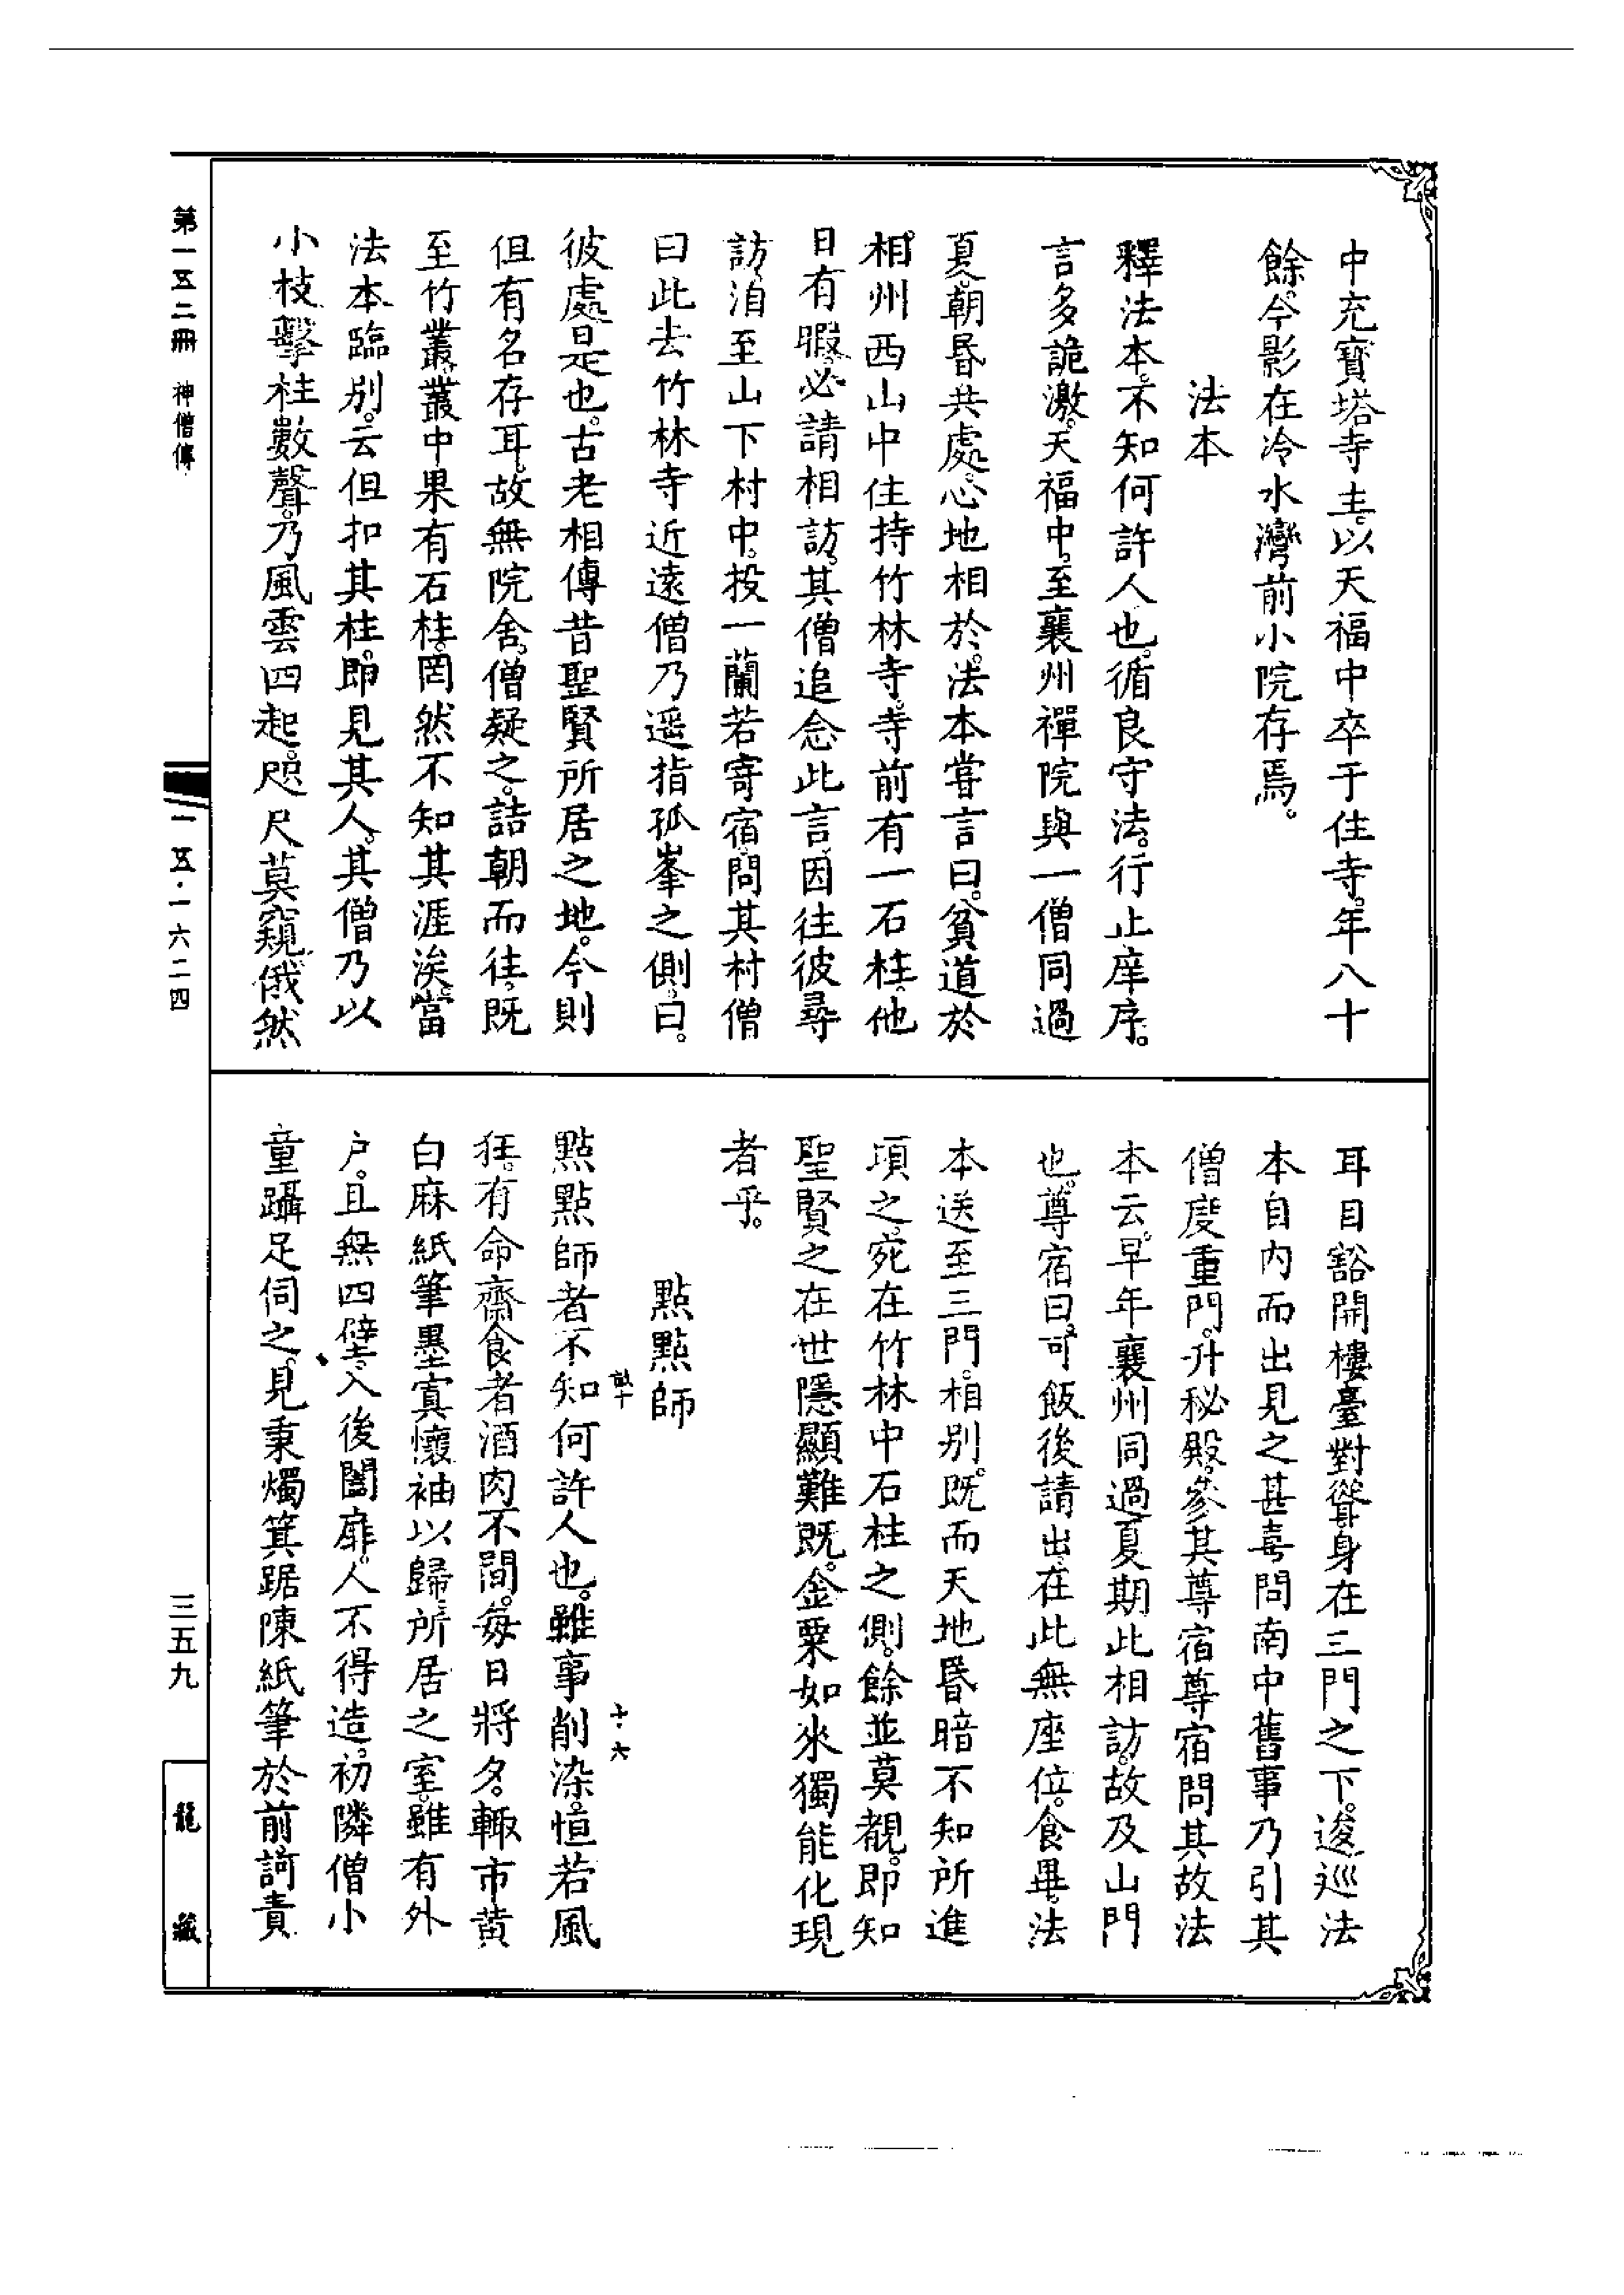 中充寶塔寺主。以天福中卒于住寺。年八十
餘。今影在冷水灣前小院存焉。
法本
釋法本。不知何許人也。循良守法。行止庠序。
言多詭激。天福中。至襄州禪院與一僧同過
夏。朝昬共處。心地相於。法本嘗言曰。貧道於
相州西山中住持竹林寺。寺前有一石柱。他
日有暇。必請相訪。其僧追念此言。因往彼尋
訪。洎至山下村中。投一蘭若寄宿。問其村僧
曰此去竹林寺近遠僧乃遥指孤峯之側。曰。
彼處是也。古老相傳昔聖賢所居之地。今則
但有名存耳。故無院舍。僧疑之。詰朝而往。既
至竹叢。叢中果有石柱。罔然不知其涯涘。當
法本臨别。云但扣其柱。即見其人。其僧乃以
小枝擊柱數聲。乃風雲四起。咫尺莫窺。俄然
耳目豁開樓臺對聳身在三門之下。逡巡法
本自内而出見之甚喜問南中舊事乃引其
僧度重門。升秘殿。參其尊宿尊宿問其故法
本云。早年襄州同過夏期此相訪。故及山門
也。尊宿曰。可飯後請出。在此無座位。食畢。法
本送至三門。相别。既而天地昬暗不知所進
頃之。宛在竹林中石柱之側。餘並莫覩。即知
聖賢之在世隱顯難既。金粟如來獨能化現
者乎。
點點師
點點師者不知何許人也。雖事削染。恒若風
狂。有命齋食者酒肉不間。每日將夕。輙市黄
白麻紙筆墨寘懷袖以歸。所居之室。雖有外
户。且無四壁。入後闔扉。人不得造。初隣僧小
童躡足伺之。見秉燭箕踞陳紙筆於前訶責
十六
第一五二冊 神僧傳
一一五·一六二四
三五九
龍藏